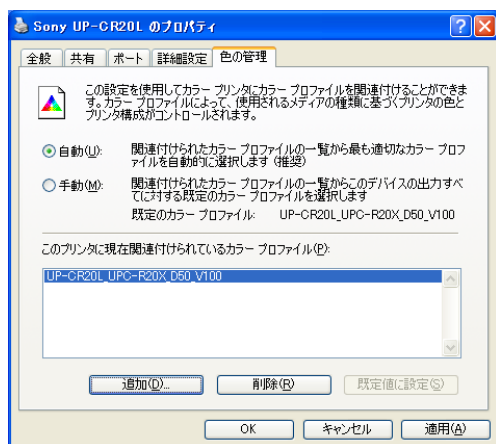 Sony UP-CR20L のプロパティ
全般 共有 ポート 詳細設定 色の管理
この設定を使用してカラー プリンタにカラー プロファイルを関連付けることができま
す。カラー プロファイルによって、使用されるメディアの種類に基づくプリンタの色と
プリンタ構成がコントロールされます。
自動(U): 関連付けられたカラー プロファイルの一覧から最も適切なカラー プロフ
ァイルを自動的に選択します (推奨)
手動(M): 関連付けられたカラー プロファイルの一覧からこのデバイスの出力すべ
てに対する既定のカラー プロファイルを選択します
既定のカラー プロファイル: UP-CR20L_UPC-R20X_D50_V100
このプリンタに現在関連付けられているカラー プロファイル(P):
UP-CR20L_UPC-R20X_D50_V100
追加(D)... 削除(R) 既定値に設定(S)
OK キャンセル 適用(A)